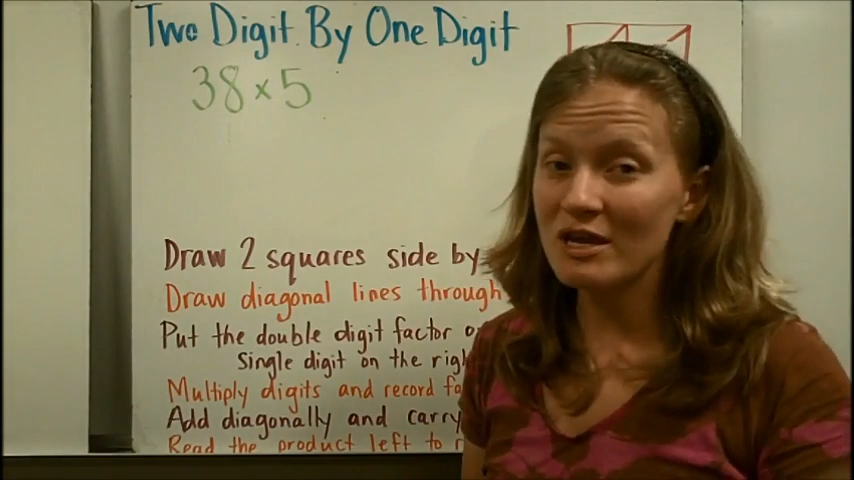 Two Digit By One Digit
38 x 5
Draw 2 squares side by
Draw diagonal lines through
Put the double digit factor
Single digit on the
Multiply digits and record
Add diagonally and carry
Read the product left to